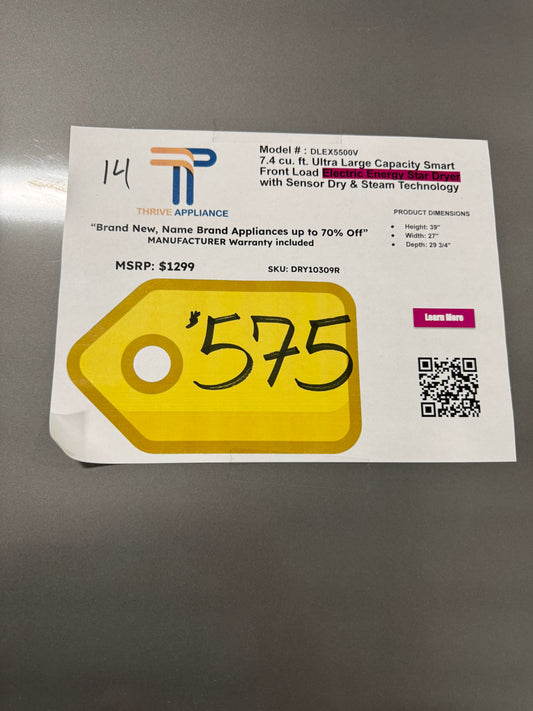 14
THRIVE APPLIANCE
Model # : DLEX5500V
7.4 cu. ft. Ultra Large Capacity Smart
Front Load Electric Energy Star Dryer
with Sensor Dry & Steam Technology
"Brand New, Name Brand Appliances up to 70% Off"
MANUFACTURER Warranty included
PRODUCT DIMENSIONS
• Height: 39"
• Width: 27"
• Depth: 29 3/4"
MSRP: $1299
SKU: DRY10309R
$575
Learn More